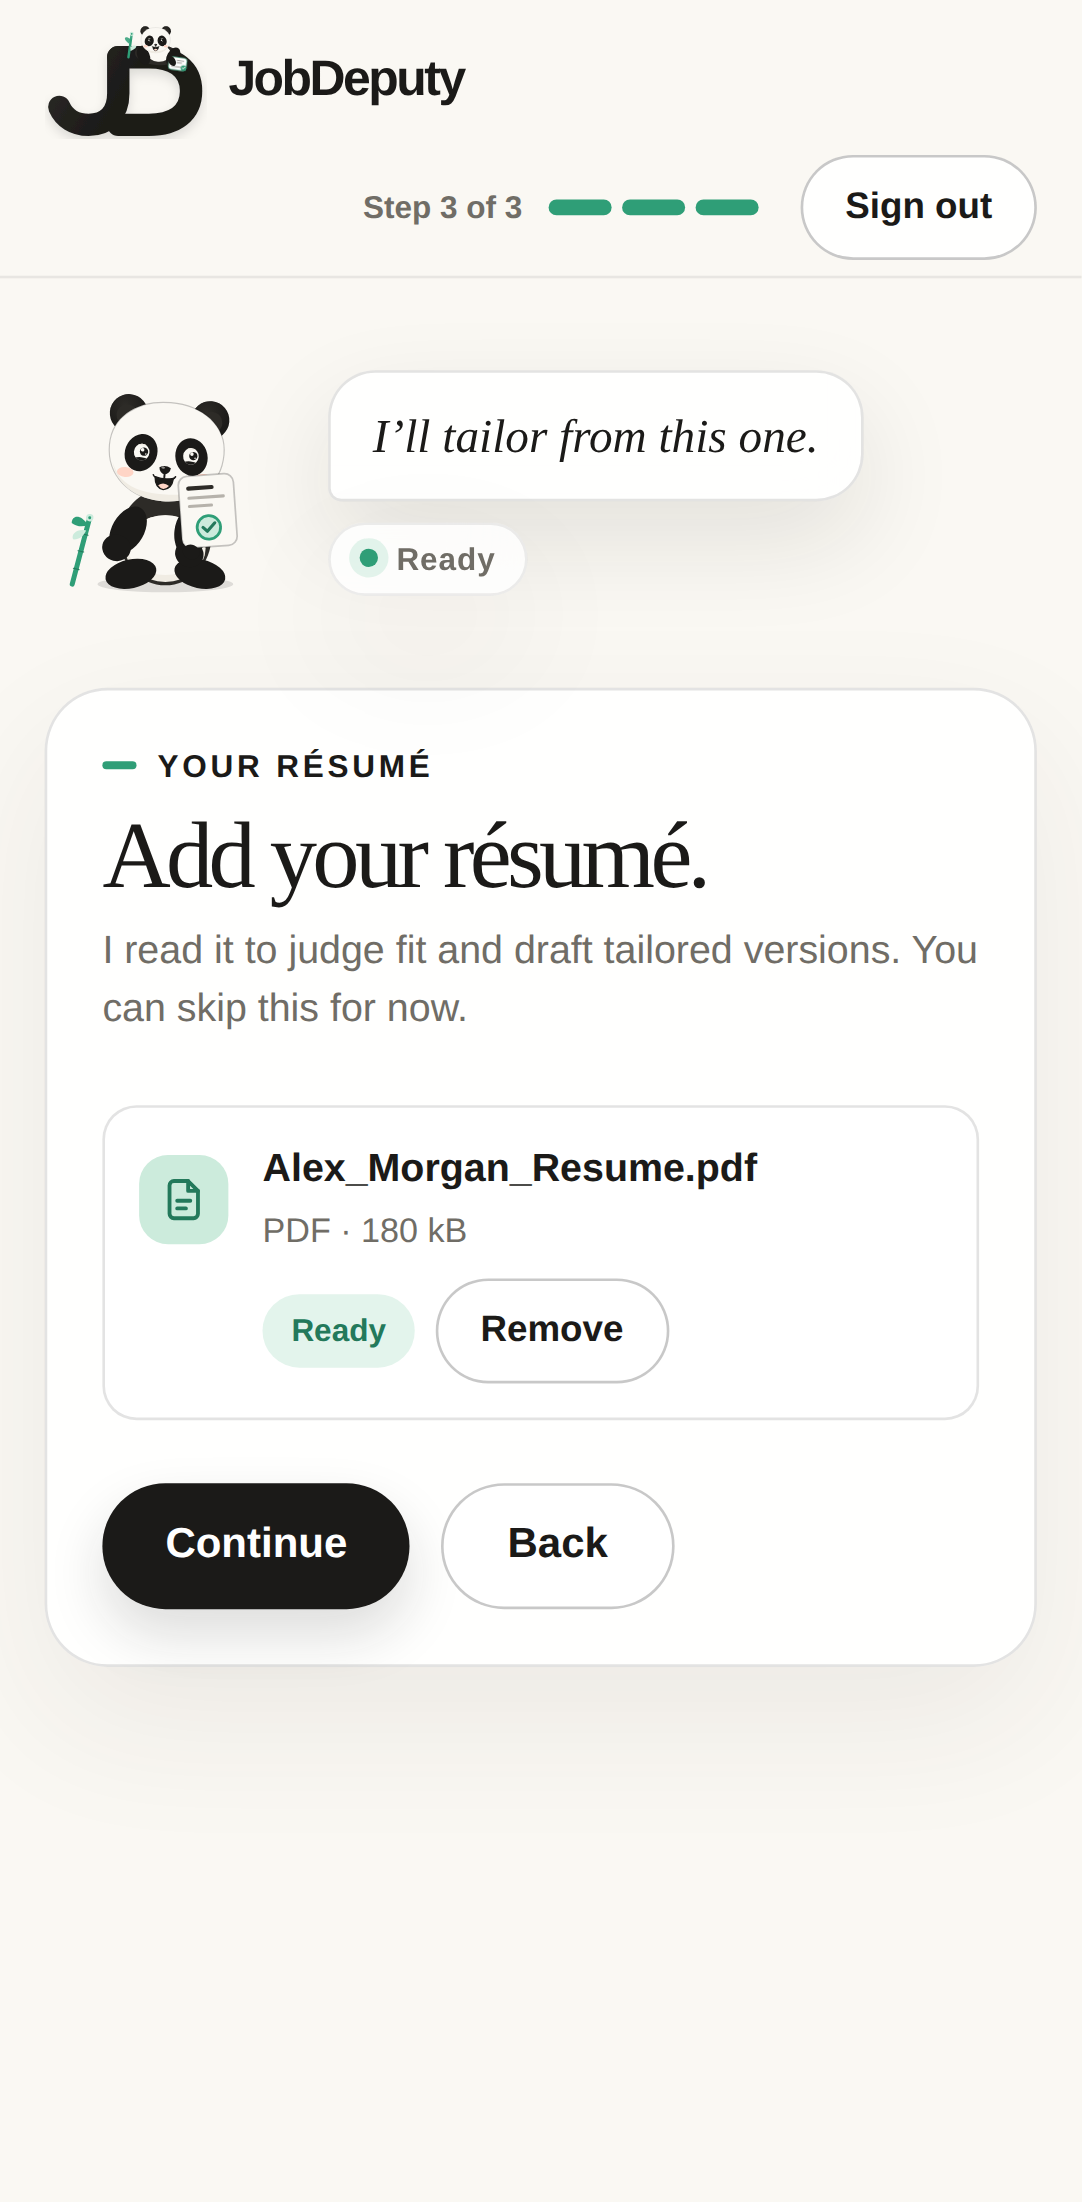 JobDeputy
Step 3 of 3
Sign out
I’ll tailor from this one.
Ready
YOUR RÉSUMÉ
Add your résumé.
I read it to judge fit and draft tailored versions. You
can skip this for now.
Alex_Morgan_Resume.pdf
PDF · 180 kB
Ready
Remove
Continue
Back